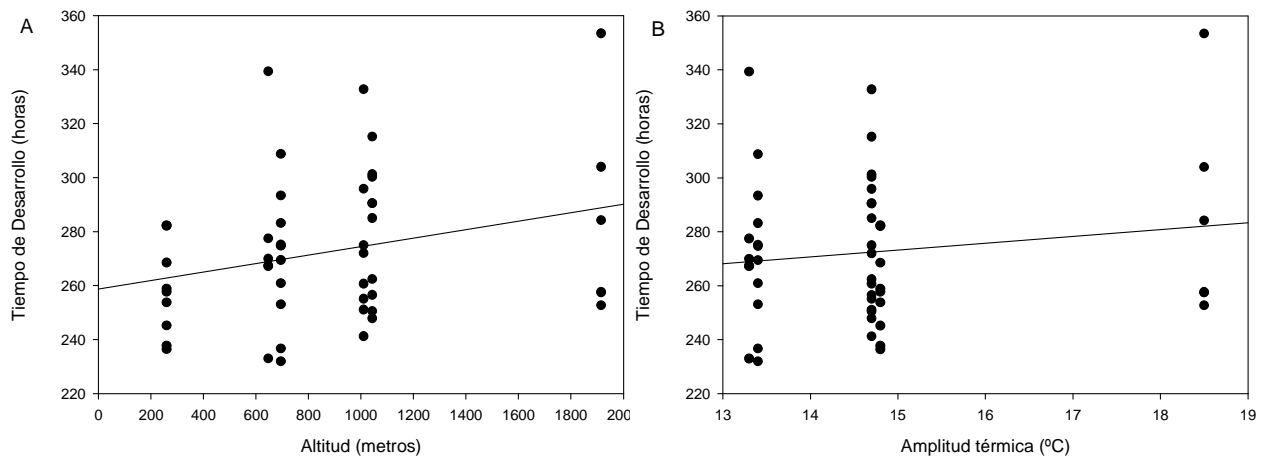 A
Tiempo de Desarrollo (horas)
360
340
320
300
280
260
240
220
0 200 400 600 800 1000 1200 1400 1600 1800 200
Altitud (metros)
B
Tiempo de Desarrollo (horas)
360
340
320
300
280
260
240
220
13 14 15 16 17 18 19
Amplitud térmica (ºC)